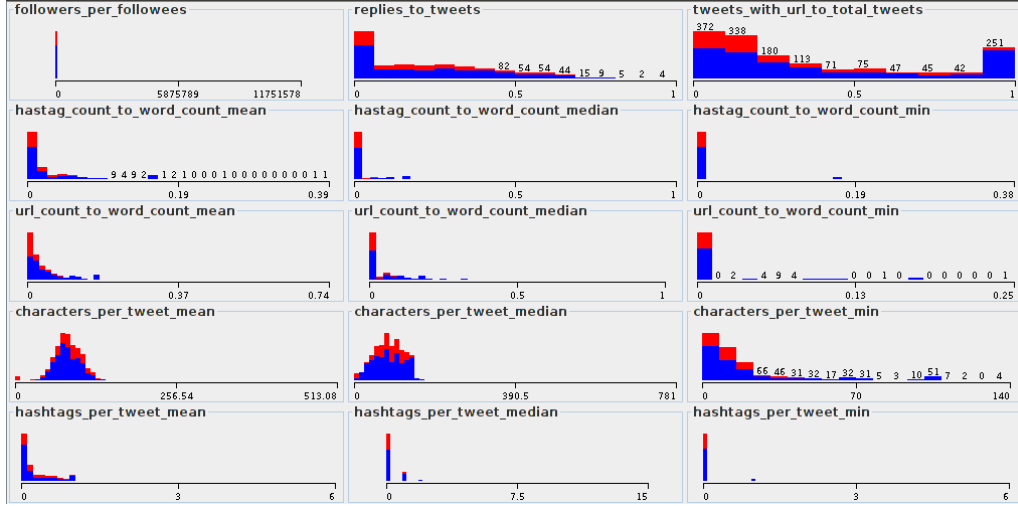 followers_per_followees
replies_to_tweets
tweets_with_url_to_total_tweets
82 54 54 44 15 9 5 2 4
372 338 180 113 71 75 47 45 42 251
0 5875789 11751578
0 0.5 1
0 0.5 1
hastag_count_to_word_count_mean
hastag_count_to_word_count_median
hastag_count_to_word_count_min
9 4 9 2 1 2 1 0 0 0 1 0 0 0 0 0 0 0 0 0 1 1
0 0.19 0.39
0 0.5 1
0 0.19 0.38
url_count_to_word_count_mean
url_count_to_word_count_median
url_count_to_word_count_min
0 2 4 9 4 0 0 1 0 0 0 0 0 0 1
0 0.37 0.74
0 0.5 1
0 0.13 0.25
characters_per_tweet_mean
characters_per_tweet_median
characters_per_tweet_min
66 46 31 32 17 32 31 5 3 10 51 7 2 0 4
0 256.54 513.08
0 390.5 781
0 70 140
hashtags_per_tweet_mean
hashtags_per_tweet_median
hashtags_per_tweet_min
0 3 6
0 7.5 15
0 3 6